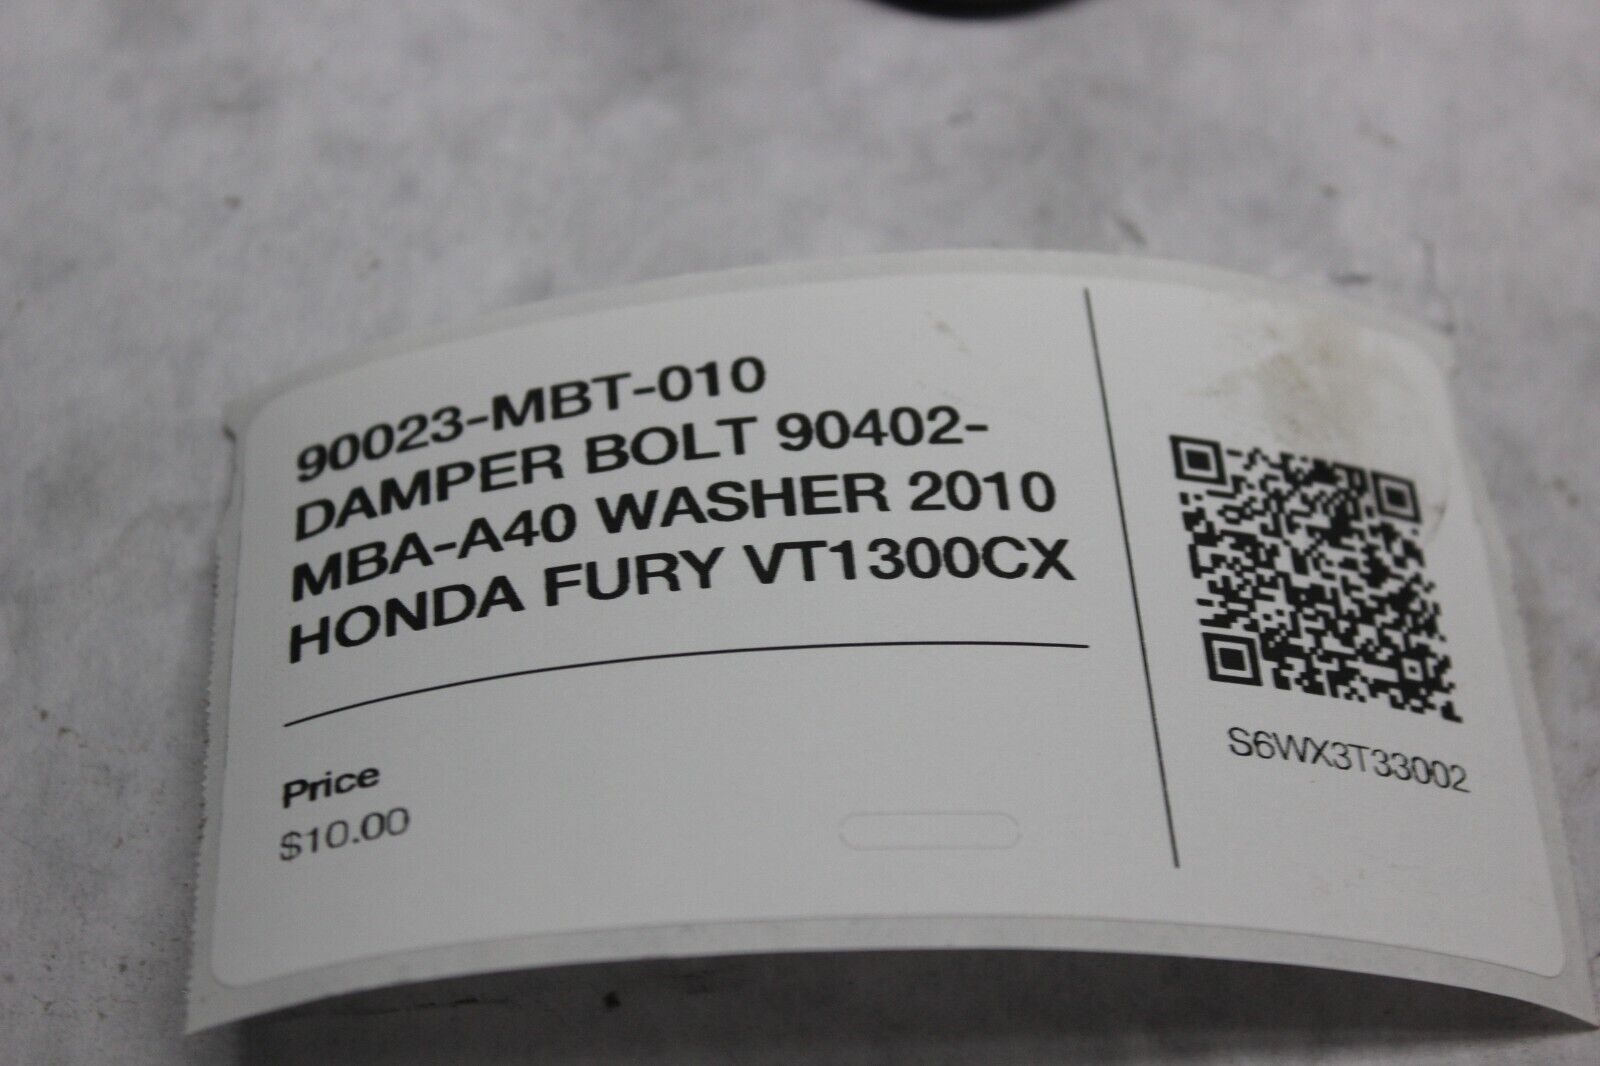 90023-MBT-010
DAMPER BOLT 90402-
MBA-A40 WASHER 2010
HONDA FURY VT1300CX
Price
$10.00
S6WX3T33002